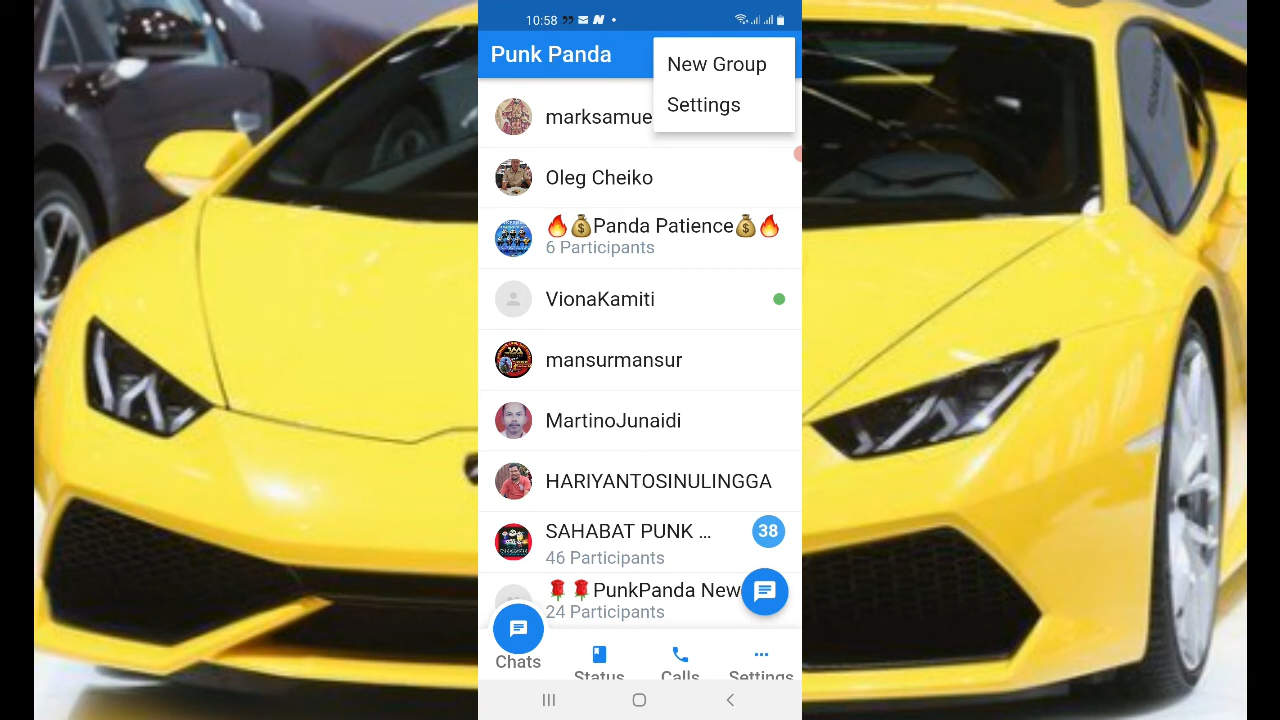 10:58
Punk Panda
New Group
Settings
marksamue
Oleg Cheiko
🔥💰Panda Patience💰🔥
6 Participants
VionaKamiti
mansurmansur
MartinoJunaidi
HARIYANTOSINULINGGA
SAHABAT PUNK ...
38
46 Participants
🌹🌹PunkPanda New
24 Participants
Chats
Status
Calls
Settings